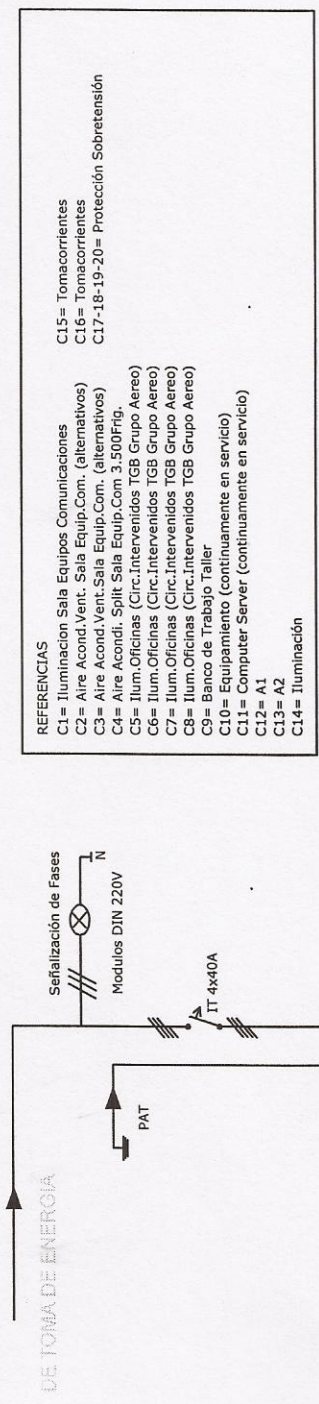 DE TOMA DE ENERGIA
PAT
Señalización de Fases
N
Modulos DIN 220V
IT 4x40A
REFERENCIAS
C1= Iluminacion Sala Equipos Comunicaciones
C2= Aire Acond.Vent. Sala Equip.Com. (alternativos)
C3= Aire Acond.Vent.Sala Equip.Com. (alternativos)
C4= Aire Acondi. Split Sala Equip.Com 3.500Frig.
C5= Ilum.Oficinas (Circ.Intervenidos TGB Grupo Aereo)
C6= Ilum.Oficinas (Circ.Intervenidos TGB Grupo Aereo)
C7= Ilum.Oficinas (Circ.Intervenidos TGB Grupo Aereo)
C8= Ilum.Oficinas (Circ.Intervenidos TGB Grupo Aereo)
C9= Banco de Trabajo Taller
C10= Equipamiento (continuamente en servicio)
C11= Computer Server (continuamente en servicio)
C12= A1
C13= A2
C14= Iluminación
C15= Tomacorrientes
C16= Tomacorrientes
C17-18-19-20= Protección Sobretensión